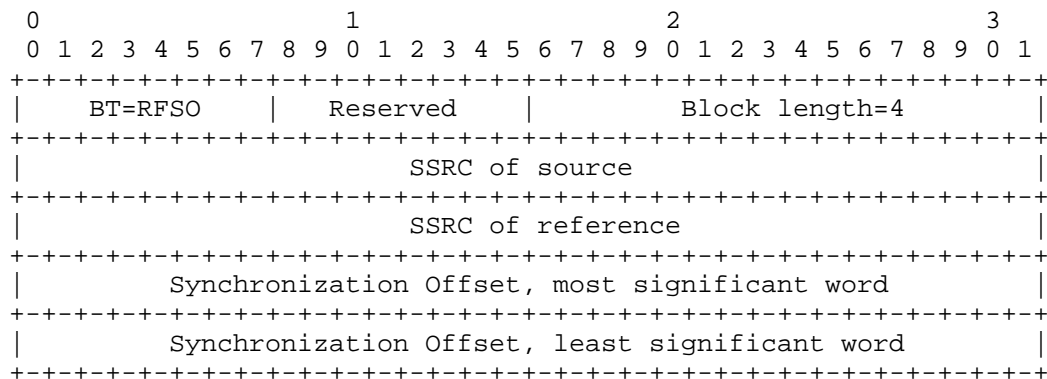 0                   1                   2                   3
 0 1 2 3 4 5 6 7 8 9 0 1 2 3 4 5 6 7 8 9 0 1 2 3 4 5 6 7 8 9 0 1
+-+-+-+-+-+-+-+-+-+-+-+-+-+-+-+-+-+-+-+-+-+-+-+-+-+-+-+-+-+-+-+-+
|    BT=RFSO    |   Reserved    |         Block length=4        |
+-+-+-+-+-+-+-+-+-+-+-+-+-+-+-+-+-+-+-+-+-+-+-+-+-+-+-+-+-+-+-+-+
|                        SSRC of source                         |
+-+-+-+-+-+-+-+-+-+-+-+-+-+-+-+-+-+-+-+-+-+-+-+-+-+-+-+-+-+-+-+-+
|                        SSRC of reference                      |
+-+-+-+-+-+-+-+-+-+-+-+-+-+-+-+-+-+-+-+-+-+-+-+-+-+-+-+-+-+-+-+-+
|         Synchronization Offset, most significant word         |
+-+-+-+-+-+-+-+-+-+-+-+-+-+-+-+-+-+-+-+-+-+-+-+-+-+-+-+-+-+-+-+-+
|         Synchronization Offset, least significant word        |
+-+-+-+-+-+-+-+-+-+-+-+-+-+-+-+-+-+-+-+-+-+-+-+-+-+-+-+-+-+-+-+-+